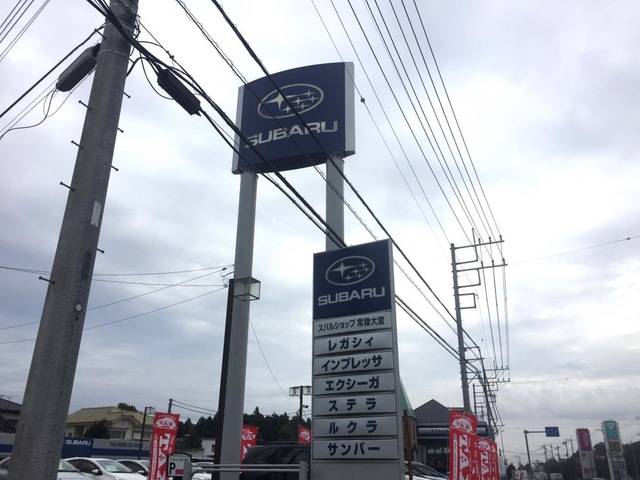 SUBARU
SUBARU
スバルショップ 常陸大宮
レガシィ
インプレッサ
エクシーガ
ステラ
ルクラ
サンバー
SUBARU
P